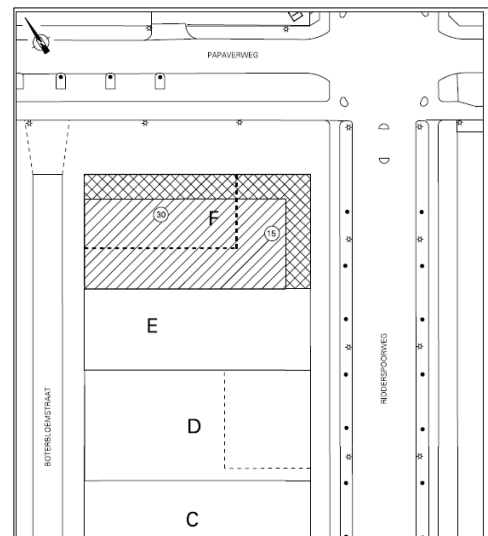 PAPAVERWEG
30
F
15
E
BOTERBLOEMSTRAAT
RIDDERSPOORWEG
D
C